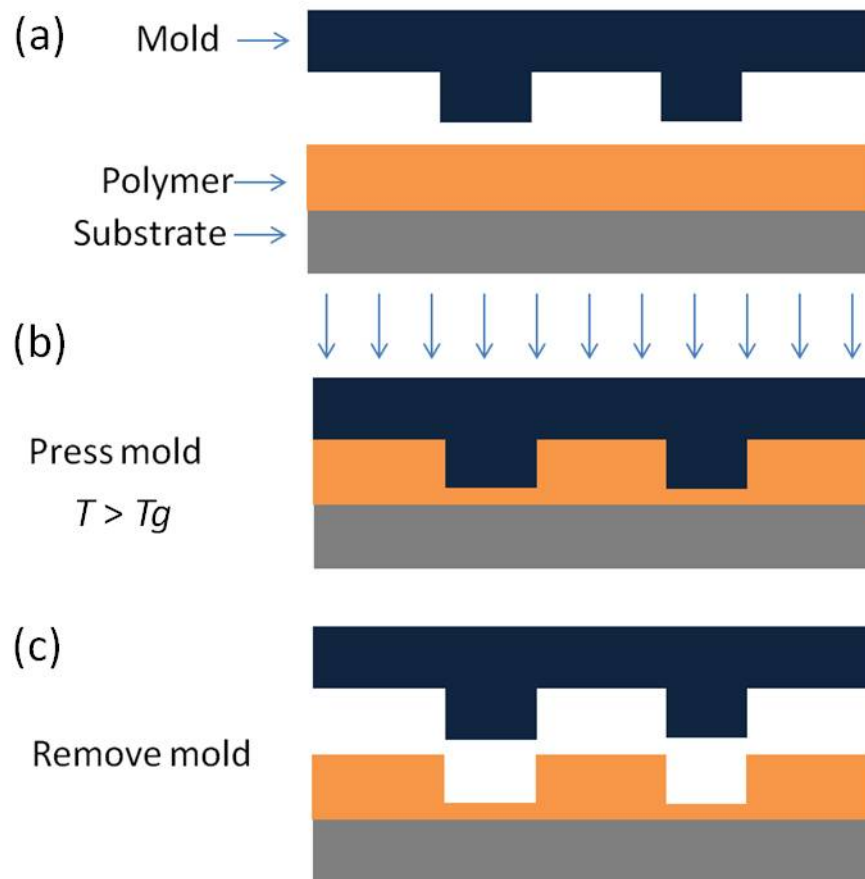 (a)
Mold
Polymer
Substrate
(b)
Press mold
T > Tg
(c)
Remove mold